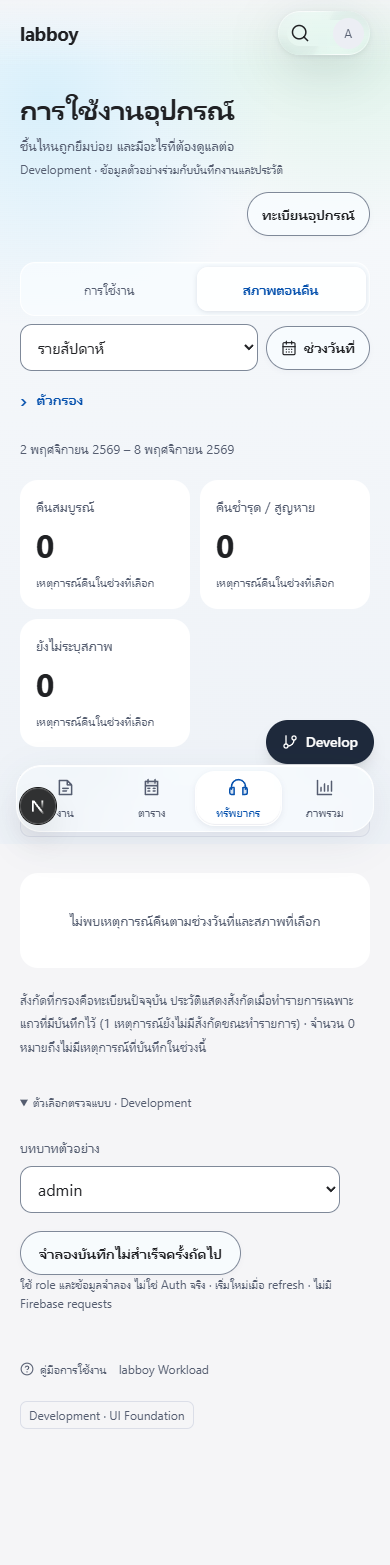 labboy
A
การใช้งานอุปกรณ์
ชิ้นไหนถูกยืมบ่อย และมีอะไรที่ต้องดูแลต่อ
Development · ข้อมูลตัวอย่างร่วมกับบันทึกงานและประวัติ
ทะเบียนอุปกรณ์
การใช้งาน
สภาพตอนคืน
รายสัปดาห์
ช่วงวันที่
› ตัวกรอง
2 พฤศจิกายน 2569 – 8 พฤศจิกายน 2569
คืนสมบูรณ์
คืนชำรุด / สูญหาย
0
0
เหตุการณ์คืนในช่วงที่เลือก
เหตุการณ์คืนในช่วงที่เลือก
ยังไม่ระบุสภาพ
0
เหตุการณ์คืนในช่วงที่เลือก
Develop
N
งาน
ตาราง
ทรัพยากร
ภาพรวม
ไม่พบเหตุการณ์คืนตามช่วงวันที่และสภาพที่เลือก
สังกัดที่กรองคือทะเบียนปัจจุบัน ประวัติแสดงสังกัดเมื่อทำรายการเฉพาะ
แถวที่มีบันทึกไว้ (1 เหตุการณ์ยังไม่มีสังกัดขณะทำรายการ) · จำนวน 0
หมายถึงไม่มีเหตุการณ์ที่บันทึกในช่วงนี้
▼ ตัวเลือกตรวจแบบ · Development
บทบาทตัวอย่าง
admin
จำลองบันทึกไม่สำเร็จครั้งถัดไป
ใช้ role และข้อมูลจำลอง ไม่ใช่ Auth จริง · เริ่มใหม่เมื่อ refresh · ไม่มี
Firebase requests
คู่มือการใช้งาน
labboy Workload
Development · UI Foundation